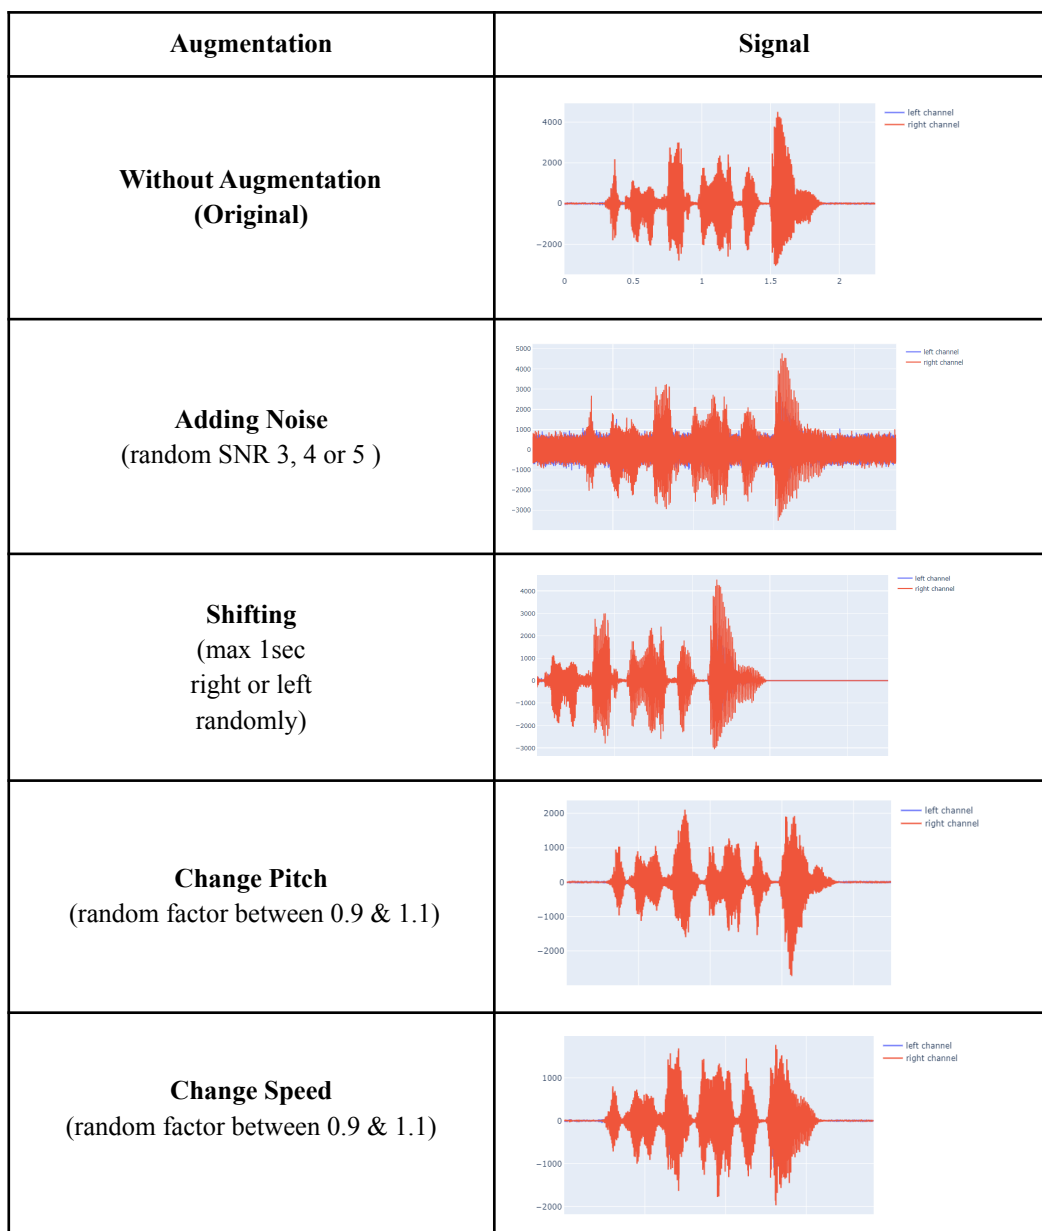 Augmentation
Signal
Without Augmentation
(Original)
left channel
right channel
4000
2000
0
−2000
0
0.5
1
1.5
2
Adding Noise
(random SNR 3, 4 or 5 )
left channel
right channel
5000
4000
3000
2000
1000
0
−1000
−2000
−3000
Shifting
(max 1sec
right or left
randomly)
left channel
right channel
4000
3000
2000
1000
0
−1000
−2000
−3000
Change Pitch
(random factor between 0.9 & 1.1)
left channel
right channel
2000
1000
0
−1000
−2000
Change Speed
(random factor between 0.9 & 1.1)
left channel
right channel
1000
0
−1000
−2000